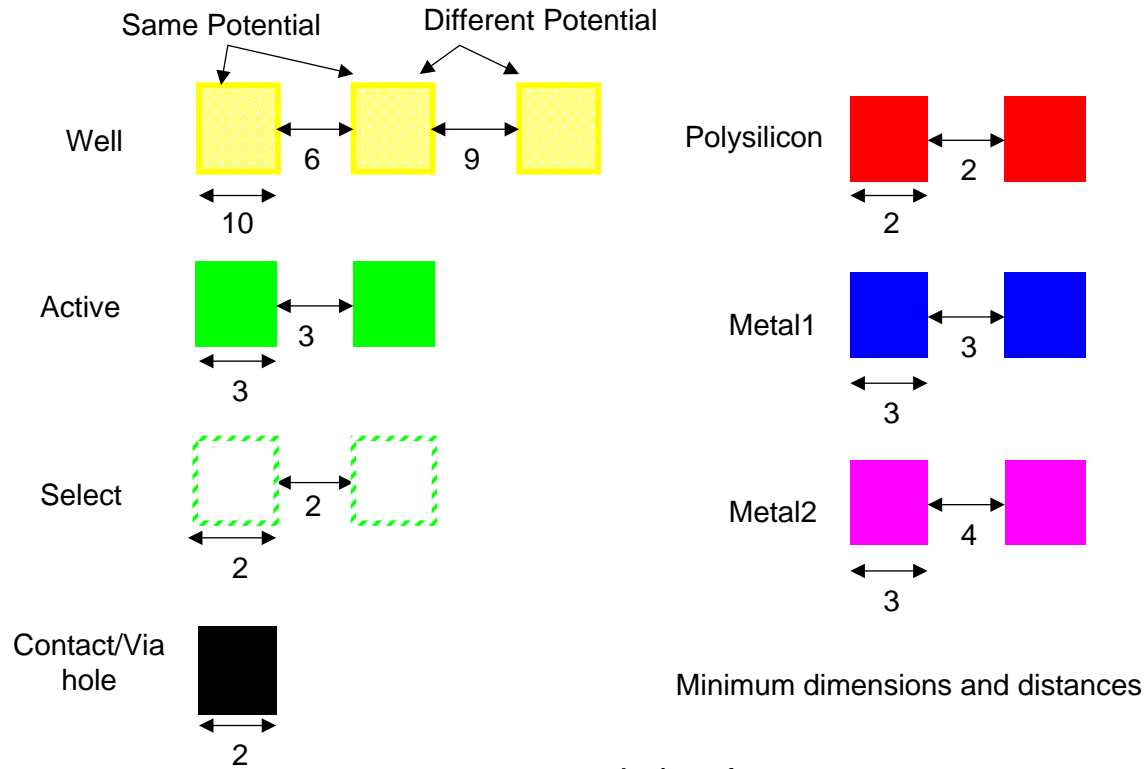 Same Potential
Different Potential
Well
6
9
10
Active
3
3
Select
2
2
Contact/Via
hole
2
Polysilicon
2
2
Metal1
3
3
Metal2
4
3
Minimum dimensions and distances